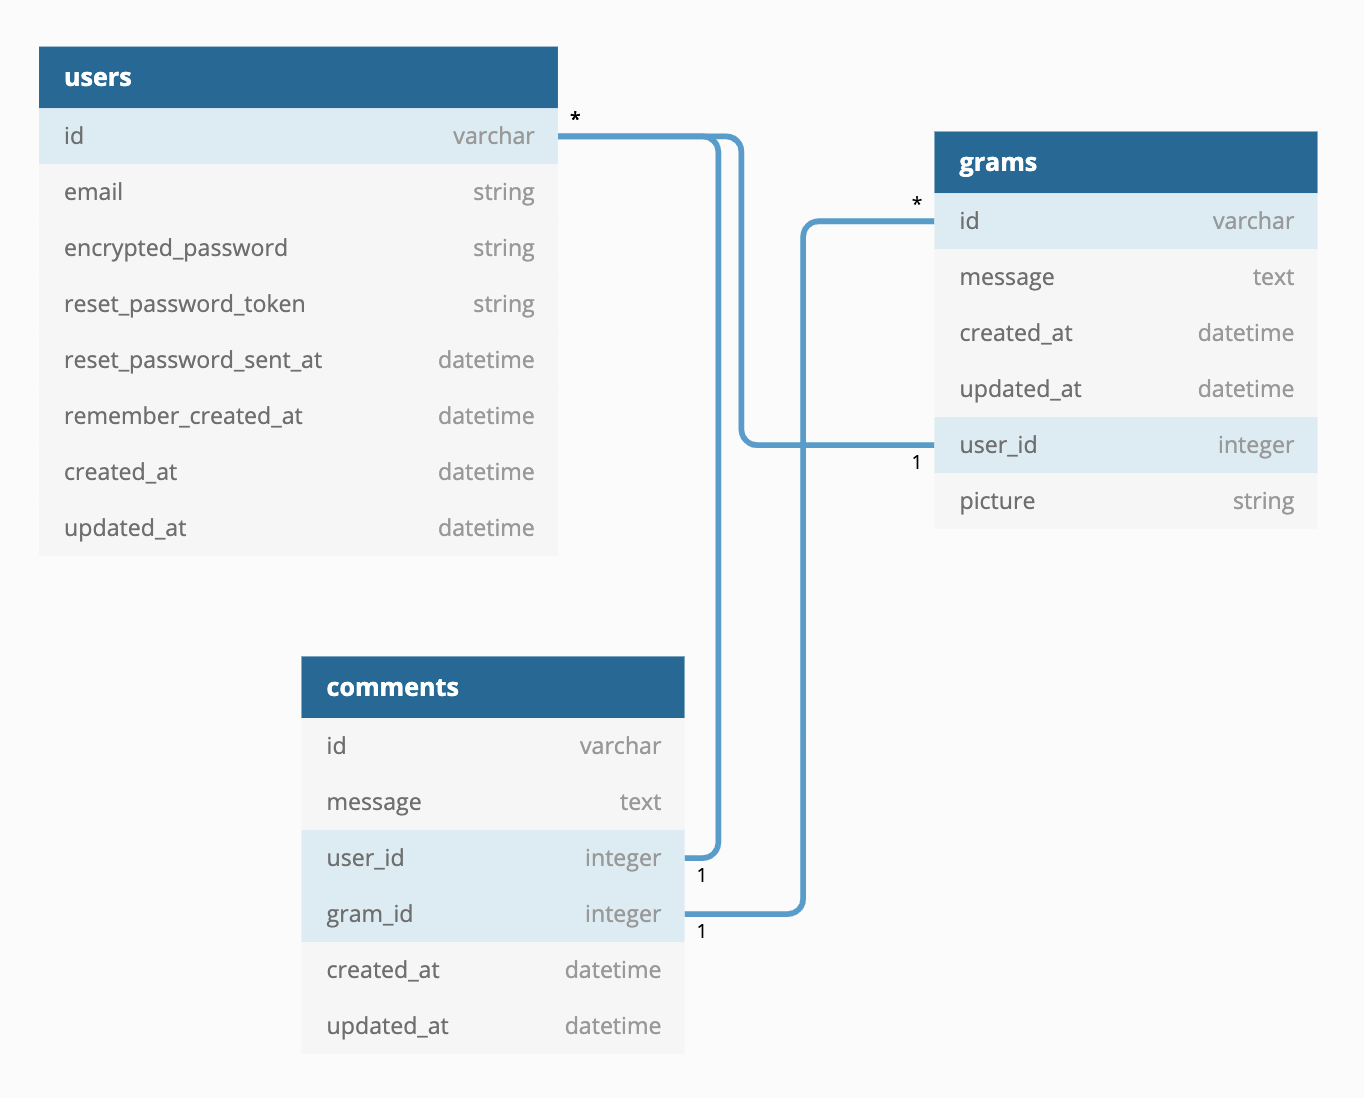 users
id varchar
email string
encrypted_password string
reset_password_token string
reset_password_sent_at datetime
remember_created_at datetime
created_at datetime
updated_at datetime
*
*
grams
id varchar
message text
created_at datetime
updated_at datetime
user_id integer
picture string
1
comments
id varchar
message text
user_id integer
gram_id integer
created_at datetime
updated_at datetime
1
1